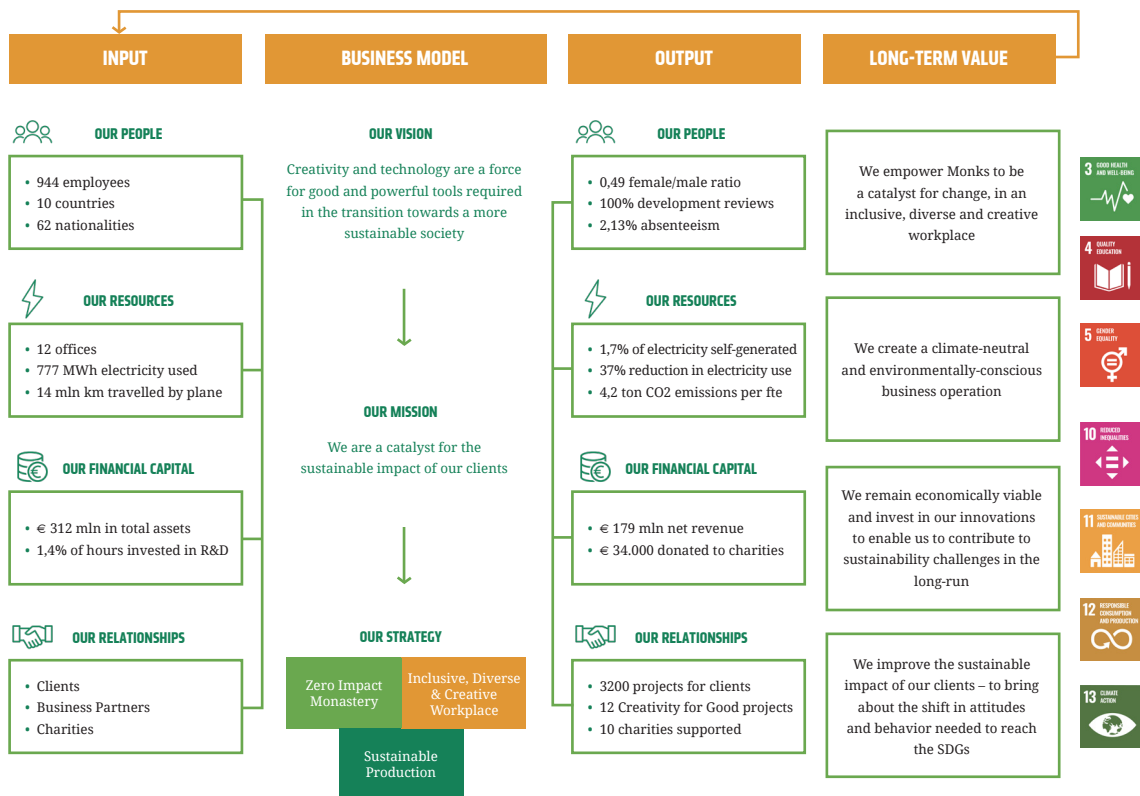 INPUT
BUSINESS MODEL
OUTPUT
LONG-TERM VALUE
OUR PEOPLE
• 944 employees
• 10 countries
• 62 nationalities
OUR RESOURCES
• 12 offices
• 777 MWh electricity used
• 14 mln km travelled by plane
OUR FINANCIAL CAPITAL
• € 312 mln in total assets
• 1,4% of hours invested in R&D
OUR RELATIONSHIPS
• Clients
• Business Partners
• Charities
OUR VISION
Creativity and technology are a force
for good and powerful tools required
in the transition towards a more
sustainable society
OUR MISSION
We are a catalyst for the
sustainable impact of our clients
OUR STRATEGY
Zero Impact
Monastery
Inclusive, Diverse
& Creative
Workplace
Sustainable
Production
OUR PEOPLE
• 0,49 female/male ratio
• 100% development reviews
• 2,13% absenteeism
OUR RESOURCES
• 1,7% of electricity self-generated
• 37% reduction in electricity use
• 4,2 ton CO2 emissions per fte
OUR FINANCIAL CAPITAL
• € 179 mln net revenue
• € 34.000 donated to charities
OUR RELATIONSHIPS
• 3200 projects for clients
• 12 Creativity for Good projects
• 10 charities supported
We empower Monks to be
a catalyst for change, in an
inclusive, diverse and creative
workplace
We create a climate-neutral
and environmentally-conscious
business operation
We remain economically viable
and invest in our innovations
to enable us to contribute to
sustainability challenges in the
long-run
We improve the sustainable
impact of our clients – to bring
about the shift in attitudes
and behavior needed to reach
the SDGs
3 GOOD HEALTH
AND WELL-BEING
4 QUALITY
EDUCATION
5 GENDER
EQUALITY
10 REDUCED
INEQUALITIES
11 SUSTAINABLE CITIES
AND COMMUNITIES
12 RESPONSIBLE
CONSUMPTION
AND PRODUCTION
13 CLIMATE
ACTION